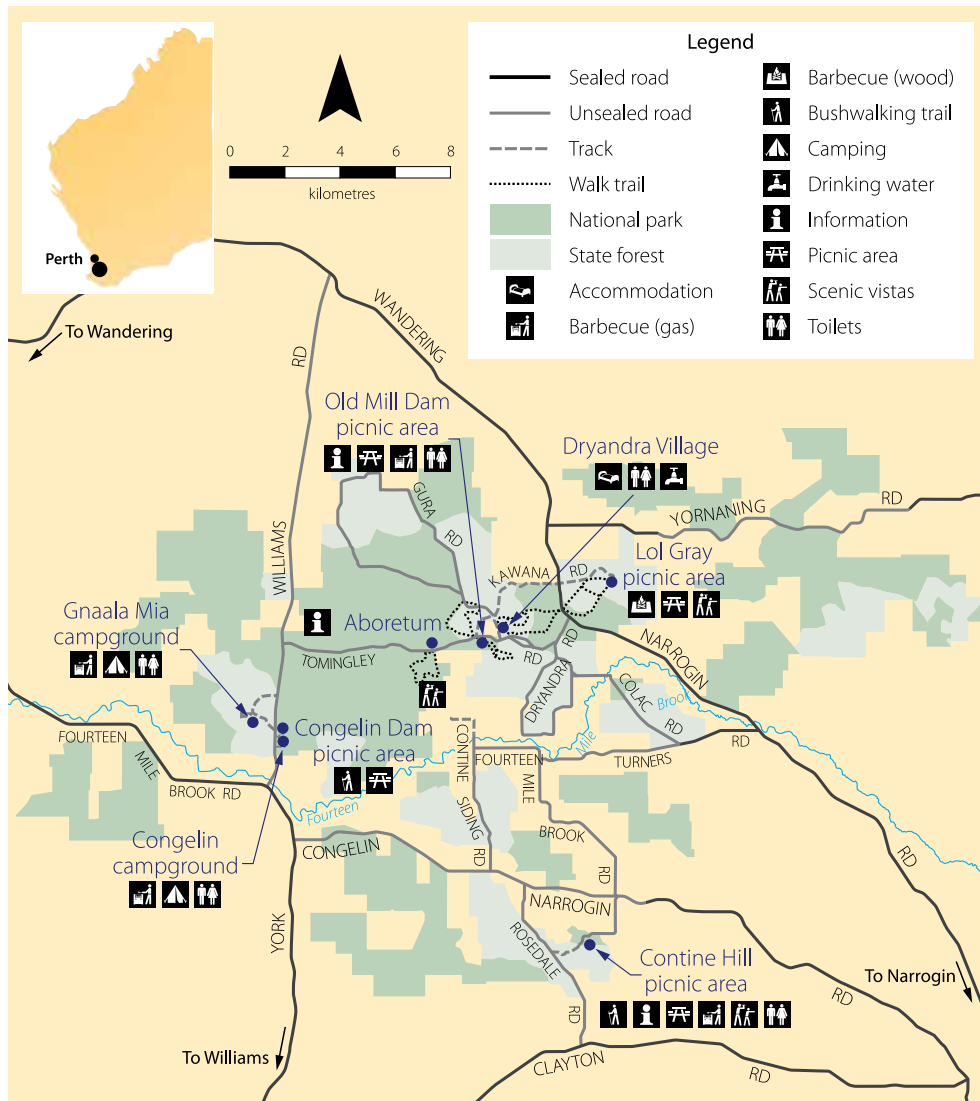 Legend
Sealed road
Unsealed road
Track
Walk trail
National park
State forest
Accommodation
Barbecue (gas)
Barbecue (wood)
Bushwalking trail
Camping
Drinking water
Information
Picnic area
Scenic vistas
Toilets
0 2 4 6 8
kilometres
Perth
To Wandering
WANDERING
RD
WILLIAMS
Old Mill Dam
picnic area
Dryandra Village
GURA
RD
YORNANING
RD
KAWANA RD
Lol Gray
picnic area
NARROGIN
RD
Gnaala Mia
campground
Aboretum
TOMINGLEY
RD
DRYANDRA
RD
COLAC
RD
Brook
Mile
Fourteen
Congelin Dam
picnic area
FOURTEEN
MILE
BROOK RD
CONTINE
SIDING
RD
FOURTEEN
MILE
BROOK
RD
TURNERS
RD
Congelin
campground
CONGELIN
NARROGIN
RD
YORK
ROSEDALE
RD
Contine Hill
picnic area
To Narrogin
To Williams
CLAYTON
RD